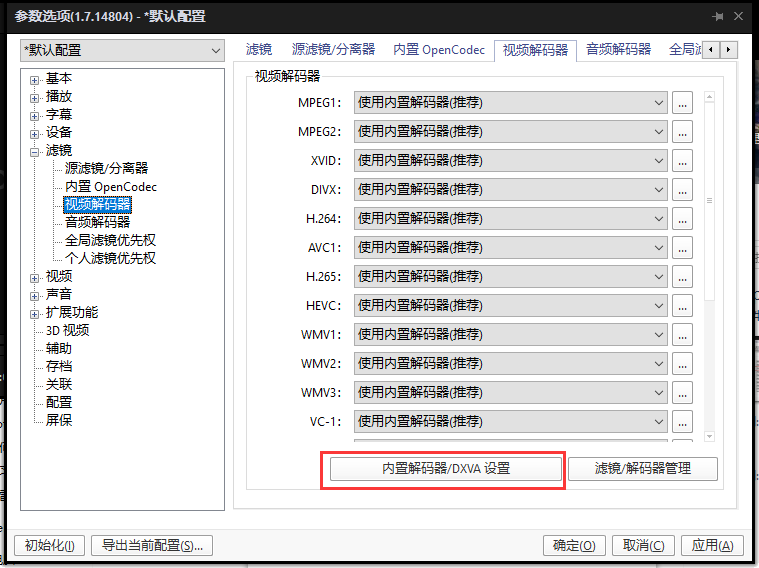 参数选项(1.7.14804) - *默认配置
*默认配置
滤镜 源滤镜/分离器 内置 OpenCodec 视频解码器 音频解码器 全局滤
基本
播放
字幕
设备
滤镜
源滤镜/分离器
内置 OpenCodec
视频解码器
音频解码器
全局滤镜优先权
个人滤镜优先权
视频
声音
扩展功能
3D 视频
辅助
存档
关联
配置
屏保
视频解码器
MPEG1: 使用内置解码器(推荐) ...
MPEG2: 使用内置解码器(推荐) ...
XVID: 使用内置解码器(推荐) ...
DIVX: 使用内置解码器(推荐) ...
H.264: 使用内置解码器(推荐) ...
AVC1: 使用内置解码器(推荐) ...
H.265: 使用内置解码器(推荐) ...
HEVC: 使用内置解码器(推荐) ...
WMV1: 使用内置解码器(推荐) ...
WMV2: 使用内置解码器(推荐) ...
WMV3: 使用内置解码器(推荐) ...
VC-1: 使用内置解码器(推荐) ...
内置解码器/DXVA 设置 滤镜/解码器管理
初始化(I) 导出当前配置(S)... 确定(O) 取消(C) 应用(A)